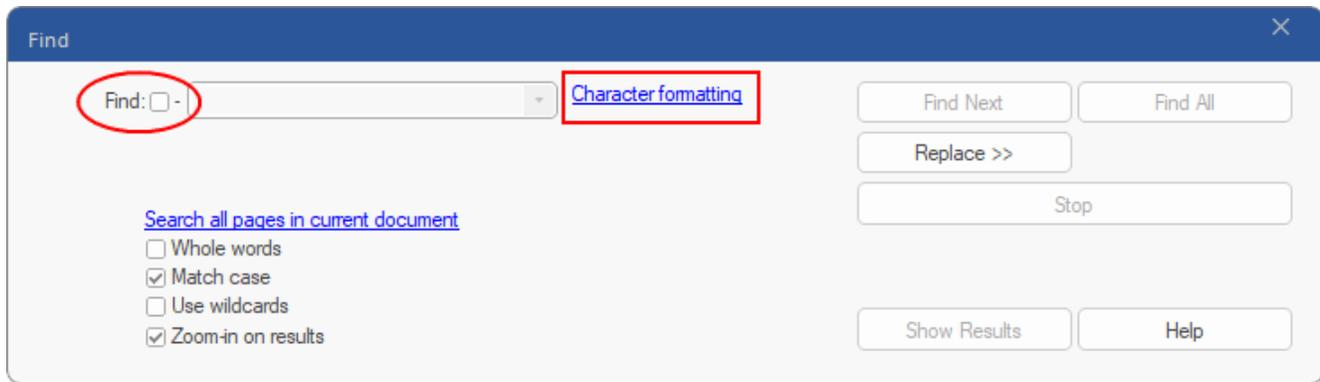 Find
Find: - Character formatting
Find Next
Find All
Replace >>
Stop
Search all pages in current document
Whole words
Match case
Use wildcards
Zoom-in on results
Show Results
Help